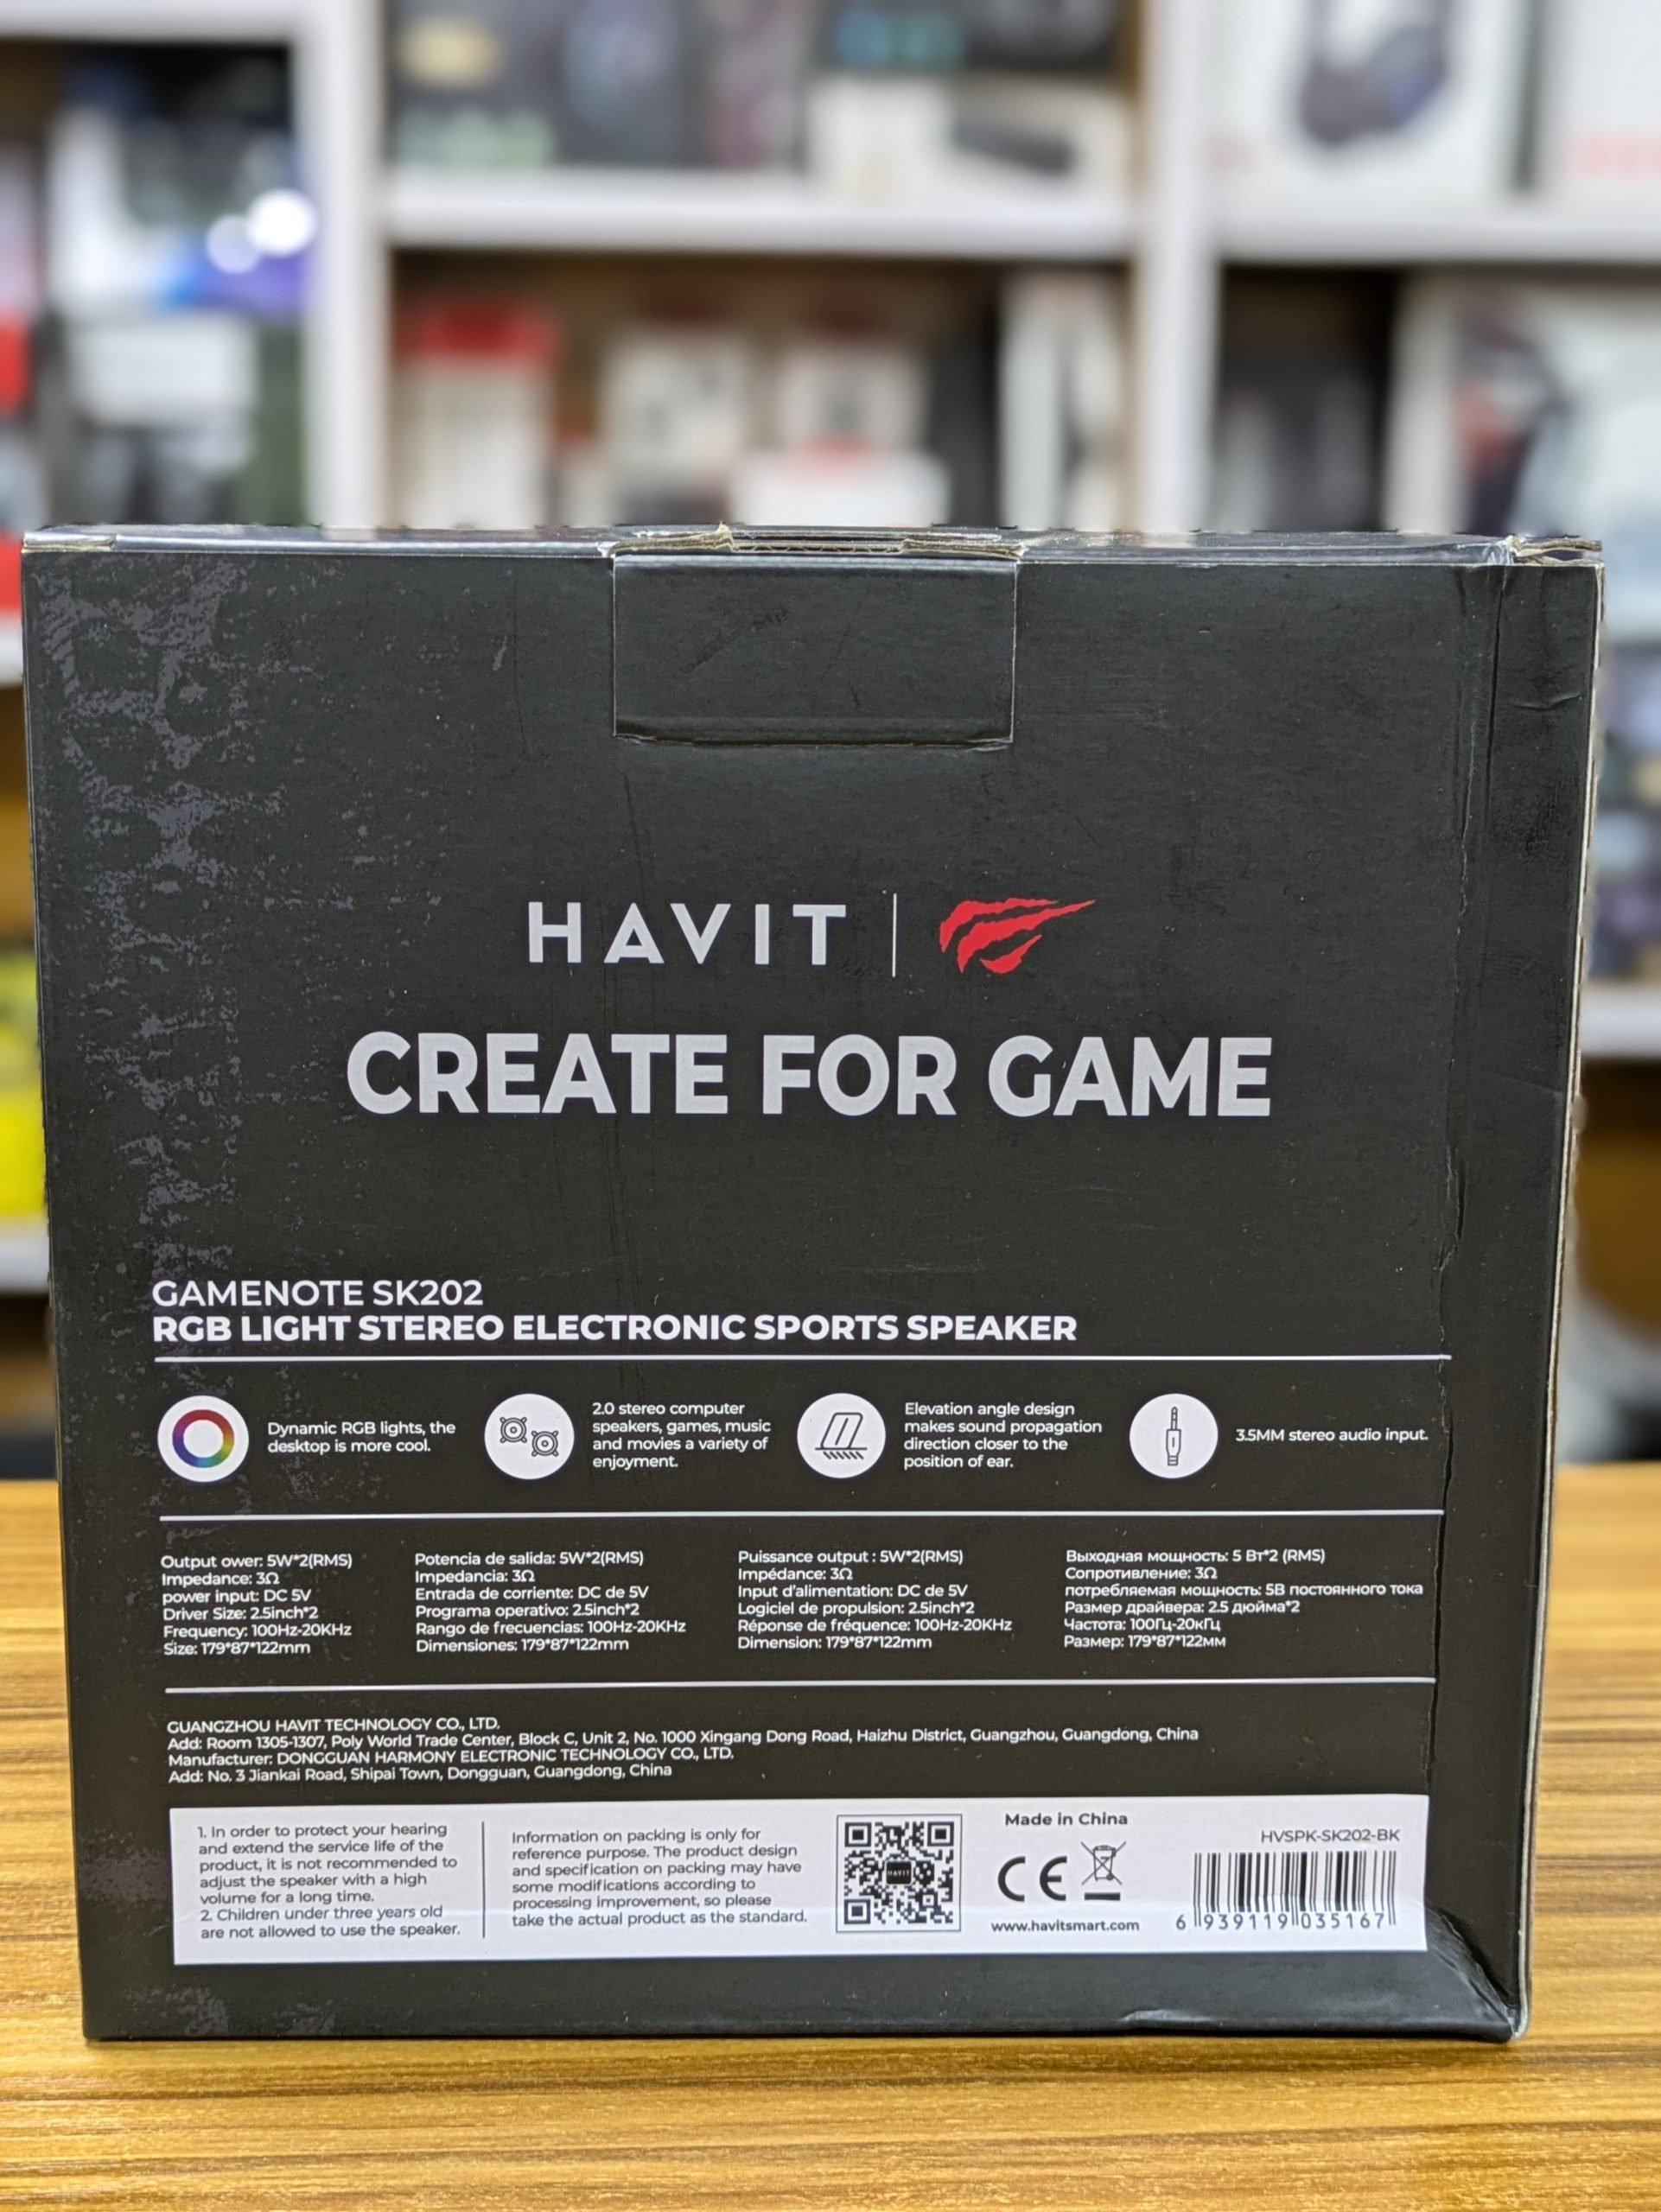 HAVIT
CREATE FOR GAME
GAMENOTE SK202
RGB LIGHT STEREO ELECTRONIC SPORTS SPEAKER
Dynamic RGB lights, the
desktop is more cool.
2.0 stereo computer
speakers, games, music
and movies a variety of
enjoyment.
Elevation angle design
makes sound propagation
direction closer to the
position of ear.
3.5MM stereo audio input.
Output ower: 5W*2(RMS)
Impedance: 3Ω
power input: DC 5V
Driver Size: 2.5inch*2
Frequency: 100Hz-20KHz
Size: 179*87*122mm
Potencia de salida: 5W*2(RMS)
Impedancia: 3Ω
Entrada de corriente: DC de 5V
Programa operativo: 2.5inch*2
Rango de frecuencias: 100Hz-20KHz
Dimensiones: 179*87*122mm
Puissance output : 5W*2(RMS)
Impédance: 3Ω
Input d'alimentation: DC de 5V
Logiciel de propulsion: 2.5inch*2
Réponse de fréquence: 100Hz-20KHz
Dimension: 179*87*122mm
Выходная мощность: 5 Вт*2 (RMS)
Сопротивление: 3Ω
потребляемая мощность: 5В постоянного тока
Размер драйвера: 2.5 дюйма*2
Частота: 100Гц-20кГц
Размер: 179*87*122мм
GUANGZHOU HAVIT TECHNOLOGY CO., LTD.
Add: Room 1305-1307, Poly World Trade Center, Block C, Unit 2, No. 1000 Xingang Dong Road, Haizhu District, Guangzhou, Guangdong, China
Manufacturer: DONGGUAN HARMONY ELECTRONIC TECHNOLOGY CO., LTD.
Add: No. 3 Jiankai Road, Shipai Town, Dongguan, Guangdong, China
1. In order to protect your hearing
and extend the service life of the
product, it is not recommended to
adjust the speaker with a high
volume for a long time.
2. Children under three years old
are not allowed to use the speaker.
Information on packing is only for
reference purpose. The product design
and specification on packing may have
some modifications according to
processing improvement, so please
take the actual product as the standard.
HAVIT
Made in China
CE
www.havitsmart.com
HVSPK-SK202-BK
6 939119 035167